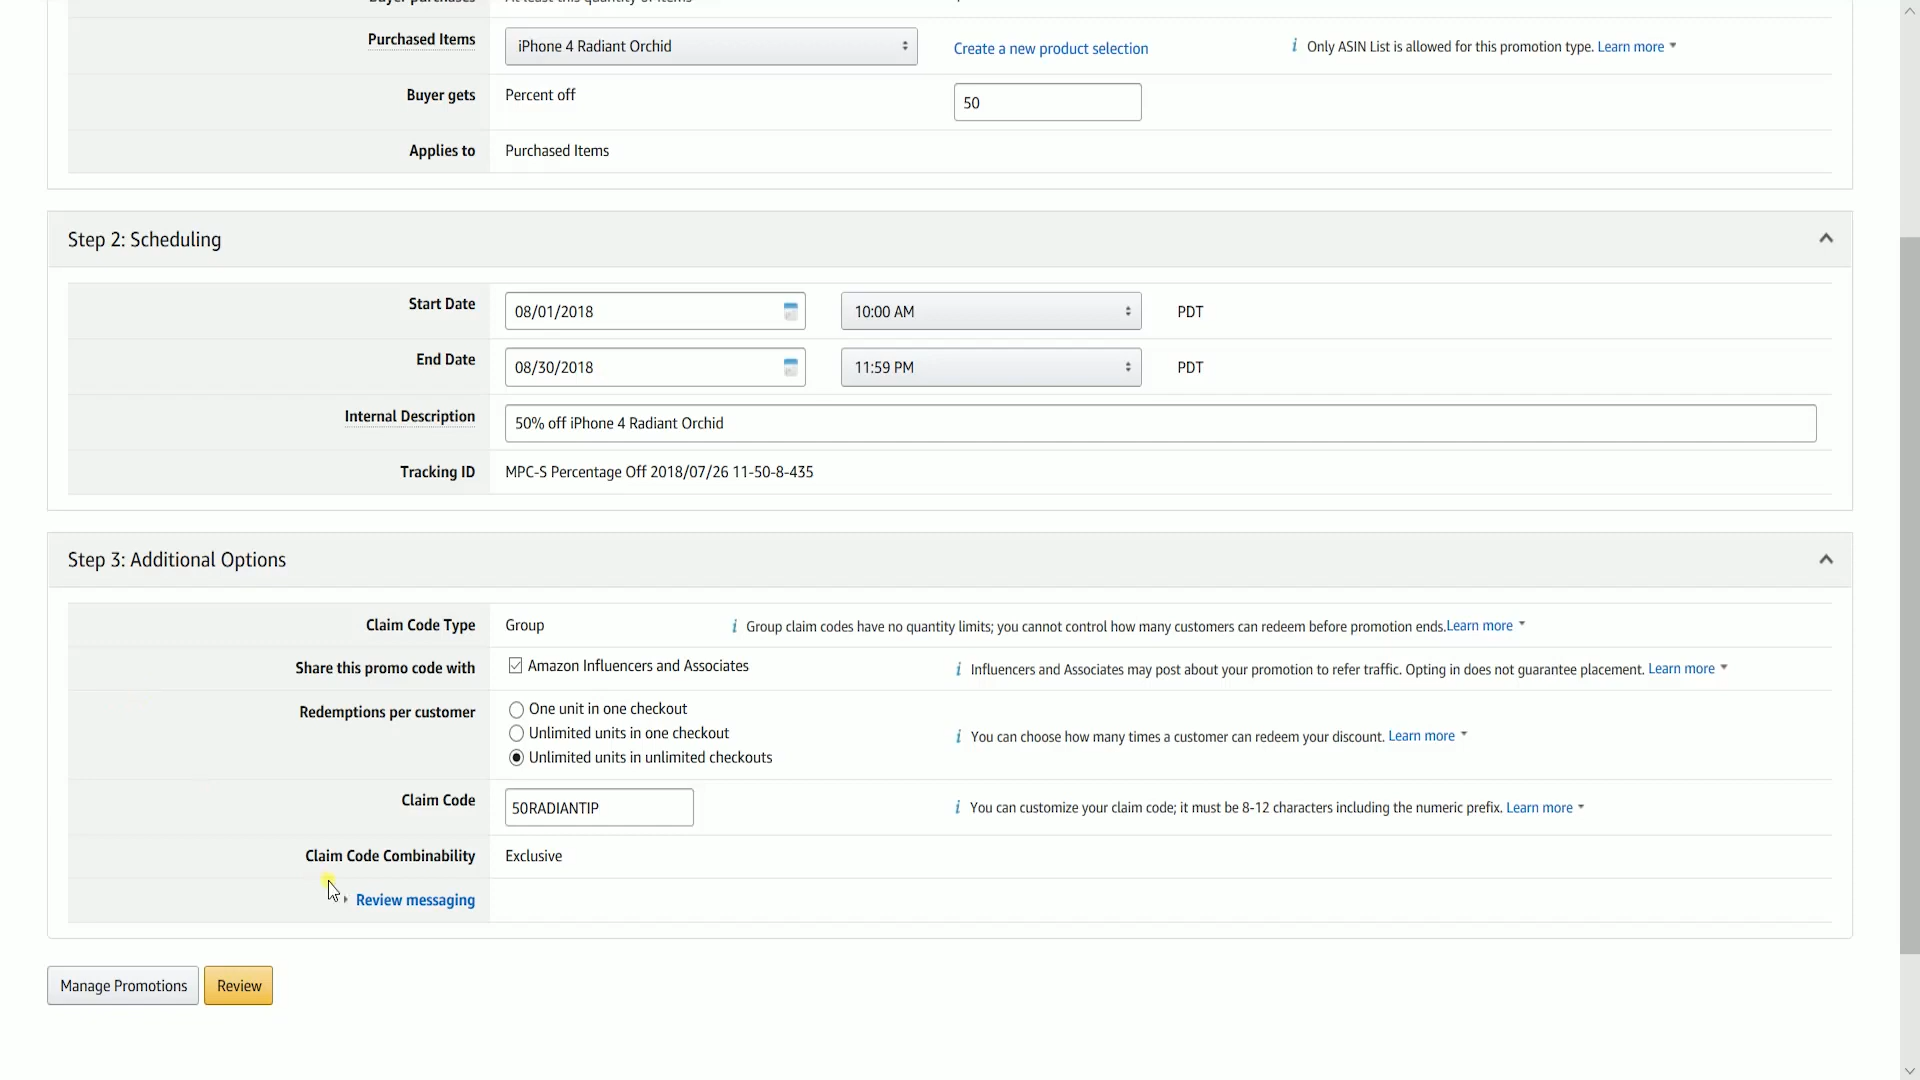 Purchased Items
iPhone 4 Radiant Orchid
Create a new product selection
i Only ASIN List is allowed for this promotion type. Learn more
Buyer gets
Percent off
50
Applies to
Purchased Items
Step 2: Scheduling
Start Date
08/01/2018
10:00 AM
PDT
End Date
08/30/2018
11:59 PM
PDT
Internal Description
50% off iPhone 4 Radiant Orchid
Tracking ID
MPC-S Percentage Off 2018/07/26 11-50-8-435
Step 3: Additional Options
Claim Code Type
Group
i Group claim codes have no quantity limits; you cannot control how many customers can redeem before promotion ends.Learn more
Share this promo code with
Amazon Influencers and Associates
i Influencers and Associates may post about your promotion to refer traffic. Opting in does not guarantee placement. Learn more
Redemptions per customer
One unit in one checkout
Unlimited units in one checkout
Unlimited units in unlimited checkouts
i You can choose how many times a customer can redeem your discount. Learn more
Claim Code
50RADIANTIP
i You can customize your claim code; it must be 8-12 characters including the numeric prefix. Learn more
Claim Code Combinability
Exclusive
Review messaging
Manage Promotions
Review